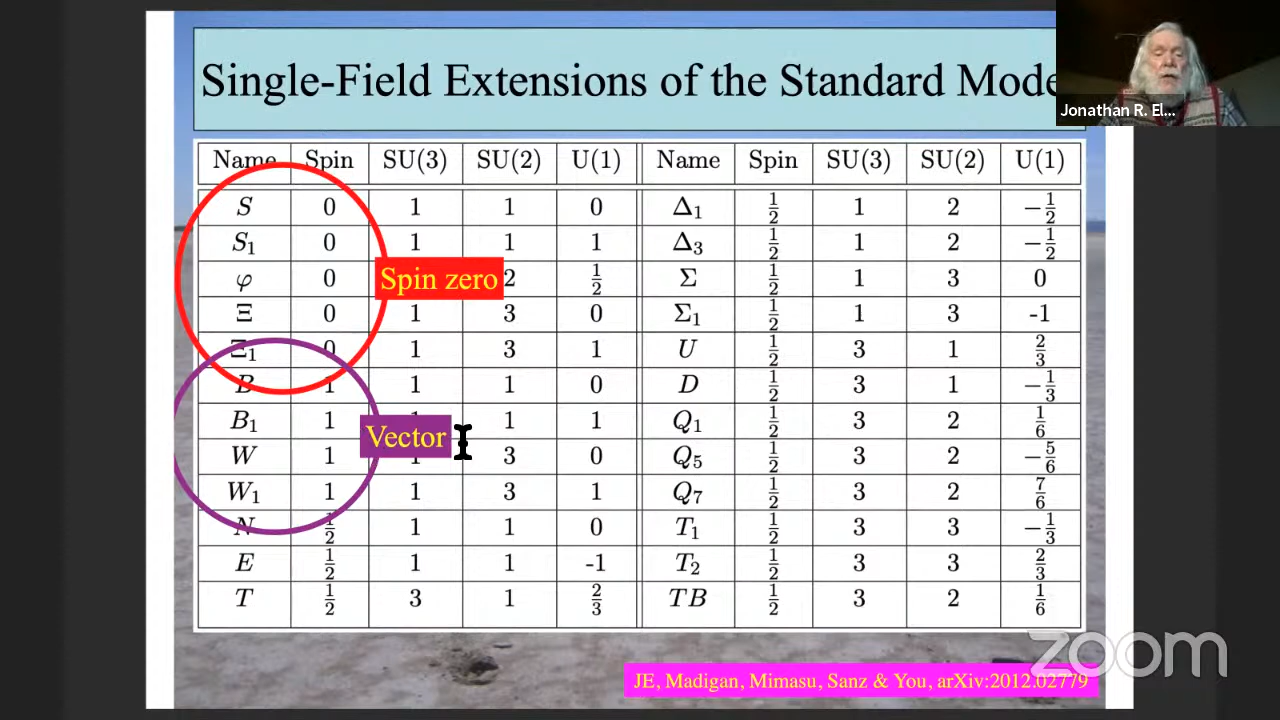 Single-Field Extensions of the Standard Mode
Jonathan R. El...
Name Spin SU(3) SU(2) U(1) Name Spin SU(3) SU(2) U(1)
S 0 1 1 0 Δ₁ ½ 1 2 −½
S₁ 0 1 1 1 Δ₃ ½ 1 2 −½
φ 0 2 ½ Σ ½ 1 3 0
Spin zero
Ξ 0 1 3 0 Σ₁ ½ 1 3 -1
Ξ₁ 0 1 3 1 U ½ 3 1 ⅔
B 1 1 1 0 D ½ 3 1 −⅓
B₁ 1 1 1 1 Q₁ ½ 3 2 ⅙
Vector
W 1 1 3 0 Q₅ ½ 3 2 −⅚
W₁ 1 1 3 1 Q₇ ½ 3 2 7/6
N ½ 1 1 0 T₁ ½ 3 3 −⅓
E ½ 1 1 -1 T₂ ½ 3 3 ⅔
T ½ 3 1 ⅔ TB ½ 3 2 ⅙
JE, Madigan, Mimasu, Sanz & You, arXiv:2012.02779
zoom